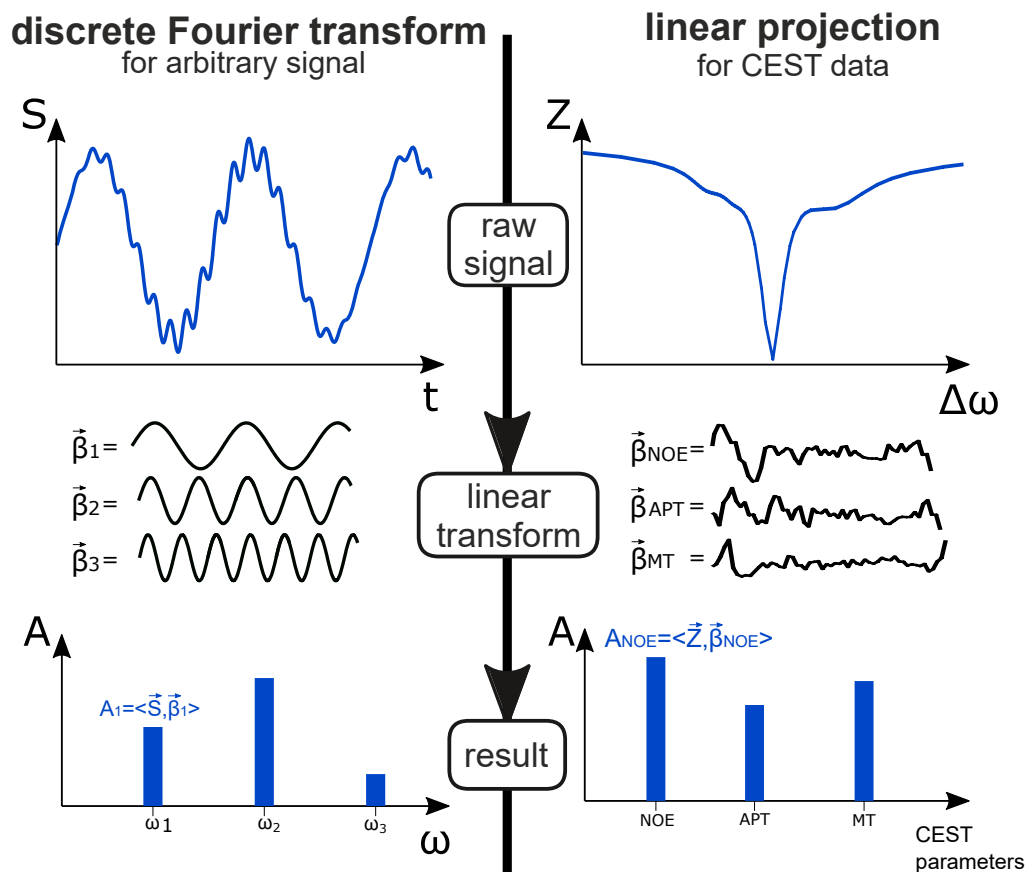 discrete Fourier transform
for arbitrary signal
linear projection
for CEST data
S
t
Z
Δω
raw
signal
β⃗1=
β⃗2=
β⃗3=
linear
transform
β⃗NOE=
β⃗APT=
β⃗MT =
A
A1=<S⃗,β⃗1>
ω1
ω2
ω3
ω
result
A
ANOE=<Z⃗,β⃗NOE>
NOE
APT
MT
CEST
parameters